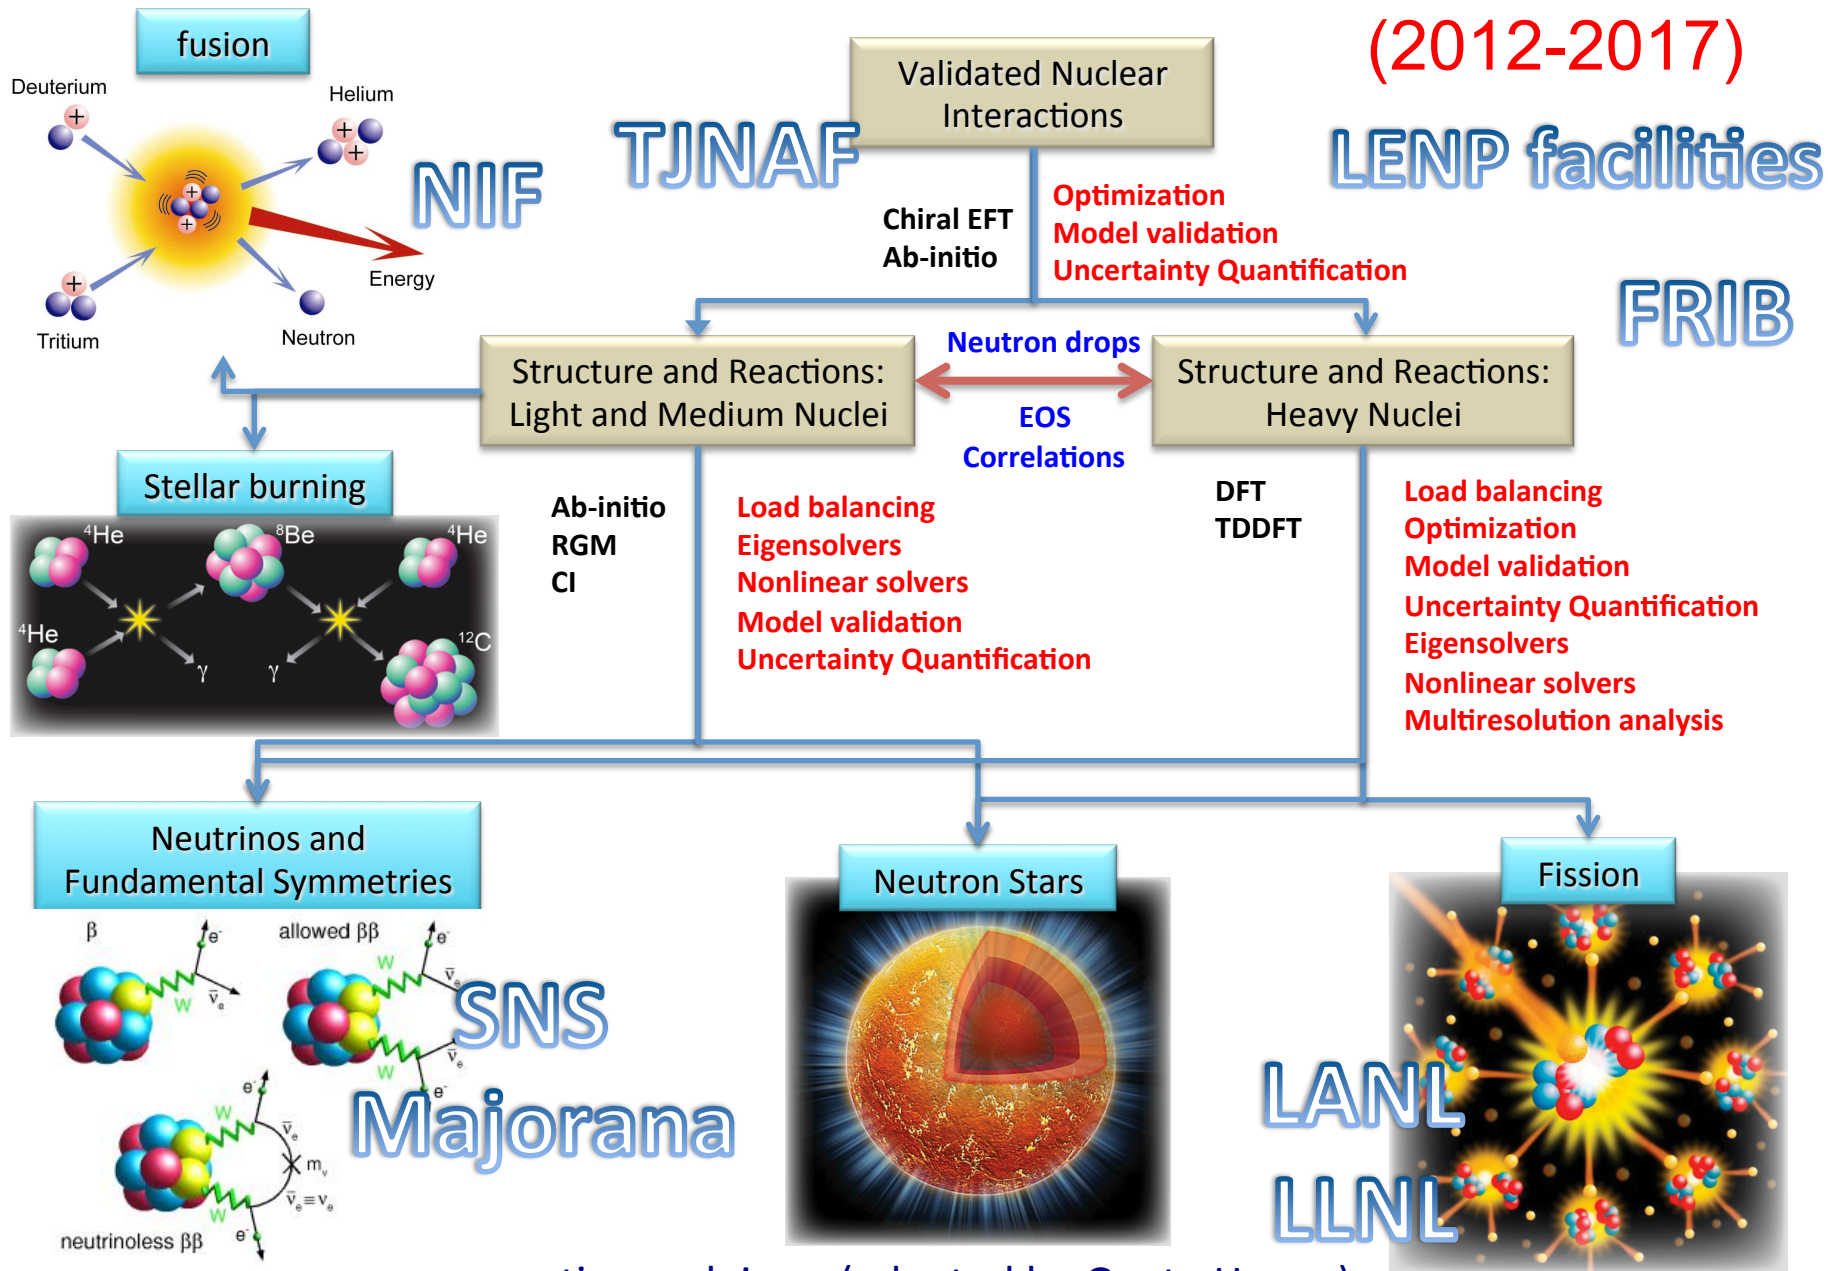 fusion
(2012-2017)
Validated Nuclear
Interactions
Deuterium
Helium
NIF
TJNAF
LENP facilities
Chiral EFT
Ab-initio
Optimization
Model validation
Uncertainty Quantification
Energy
Tritium
Neutron
FRIB
Structure and Reactions:
Light and Medium Nuclei
Neutron drops
EOS
Correlations
Structure and Reactions:
Heavy Nuclei
Stellar burning
⁴He
⁸Be
⁴He
⁴He
¹²C
γ
γ
Ab-initio
RGM
CI
Load balancing
Eigensolvers
Nonlinear solvers
Model validation
Uncertainty Quantification
DFT
TDDFT
Load balancing
Optimization
Model validation
Uncertainty Quantification
Eigensolvers
Nonlinear solvers
Multiresolution analysis
Neutrinos and
Fundamental Symmetries
Neutron Stars
Fission
β
e⁻
W
ν̄ₑ
allowed ββ
e⁻
W
ν̄ₑ
W
ν̄ₑ
e⁻
SNS
Majorana
e⁻
W
ν̄ₑ
mᵥ
ν̄ₑ≡νₑ
W
e⁻
neutrinoless ββ
LANL
LLNL